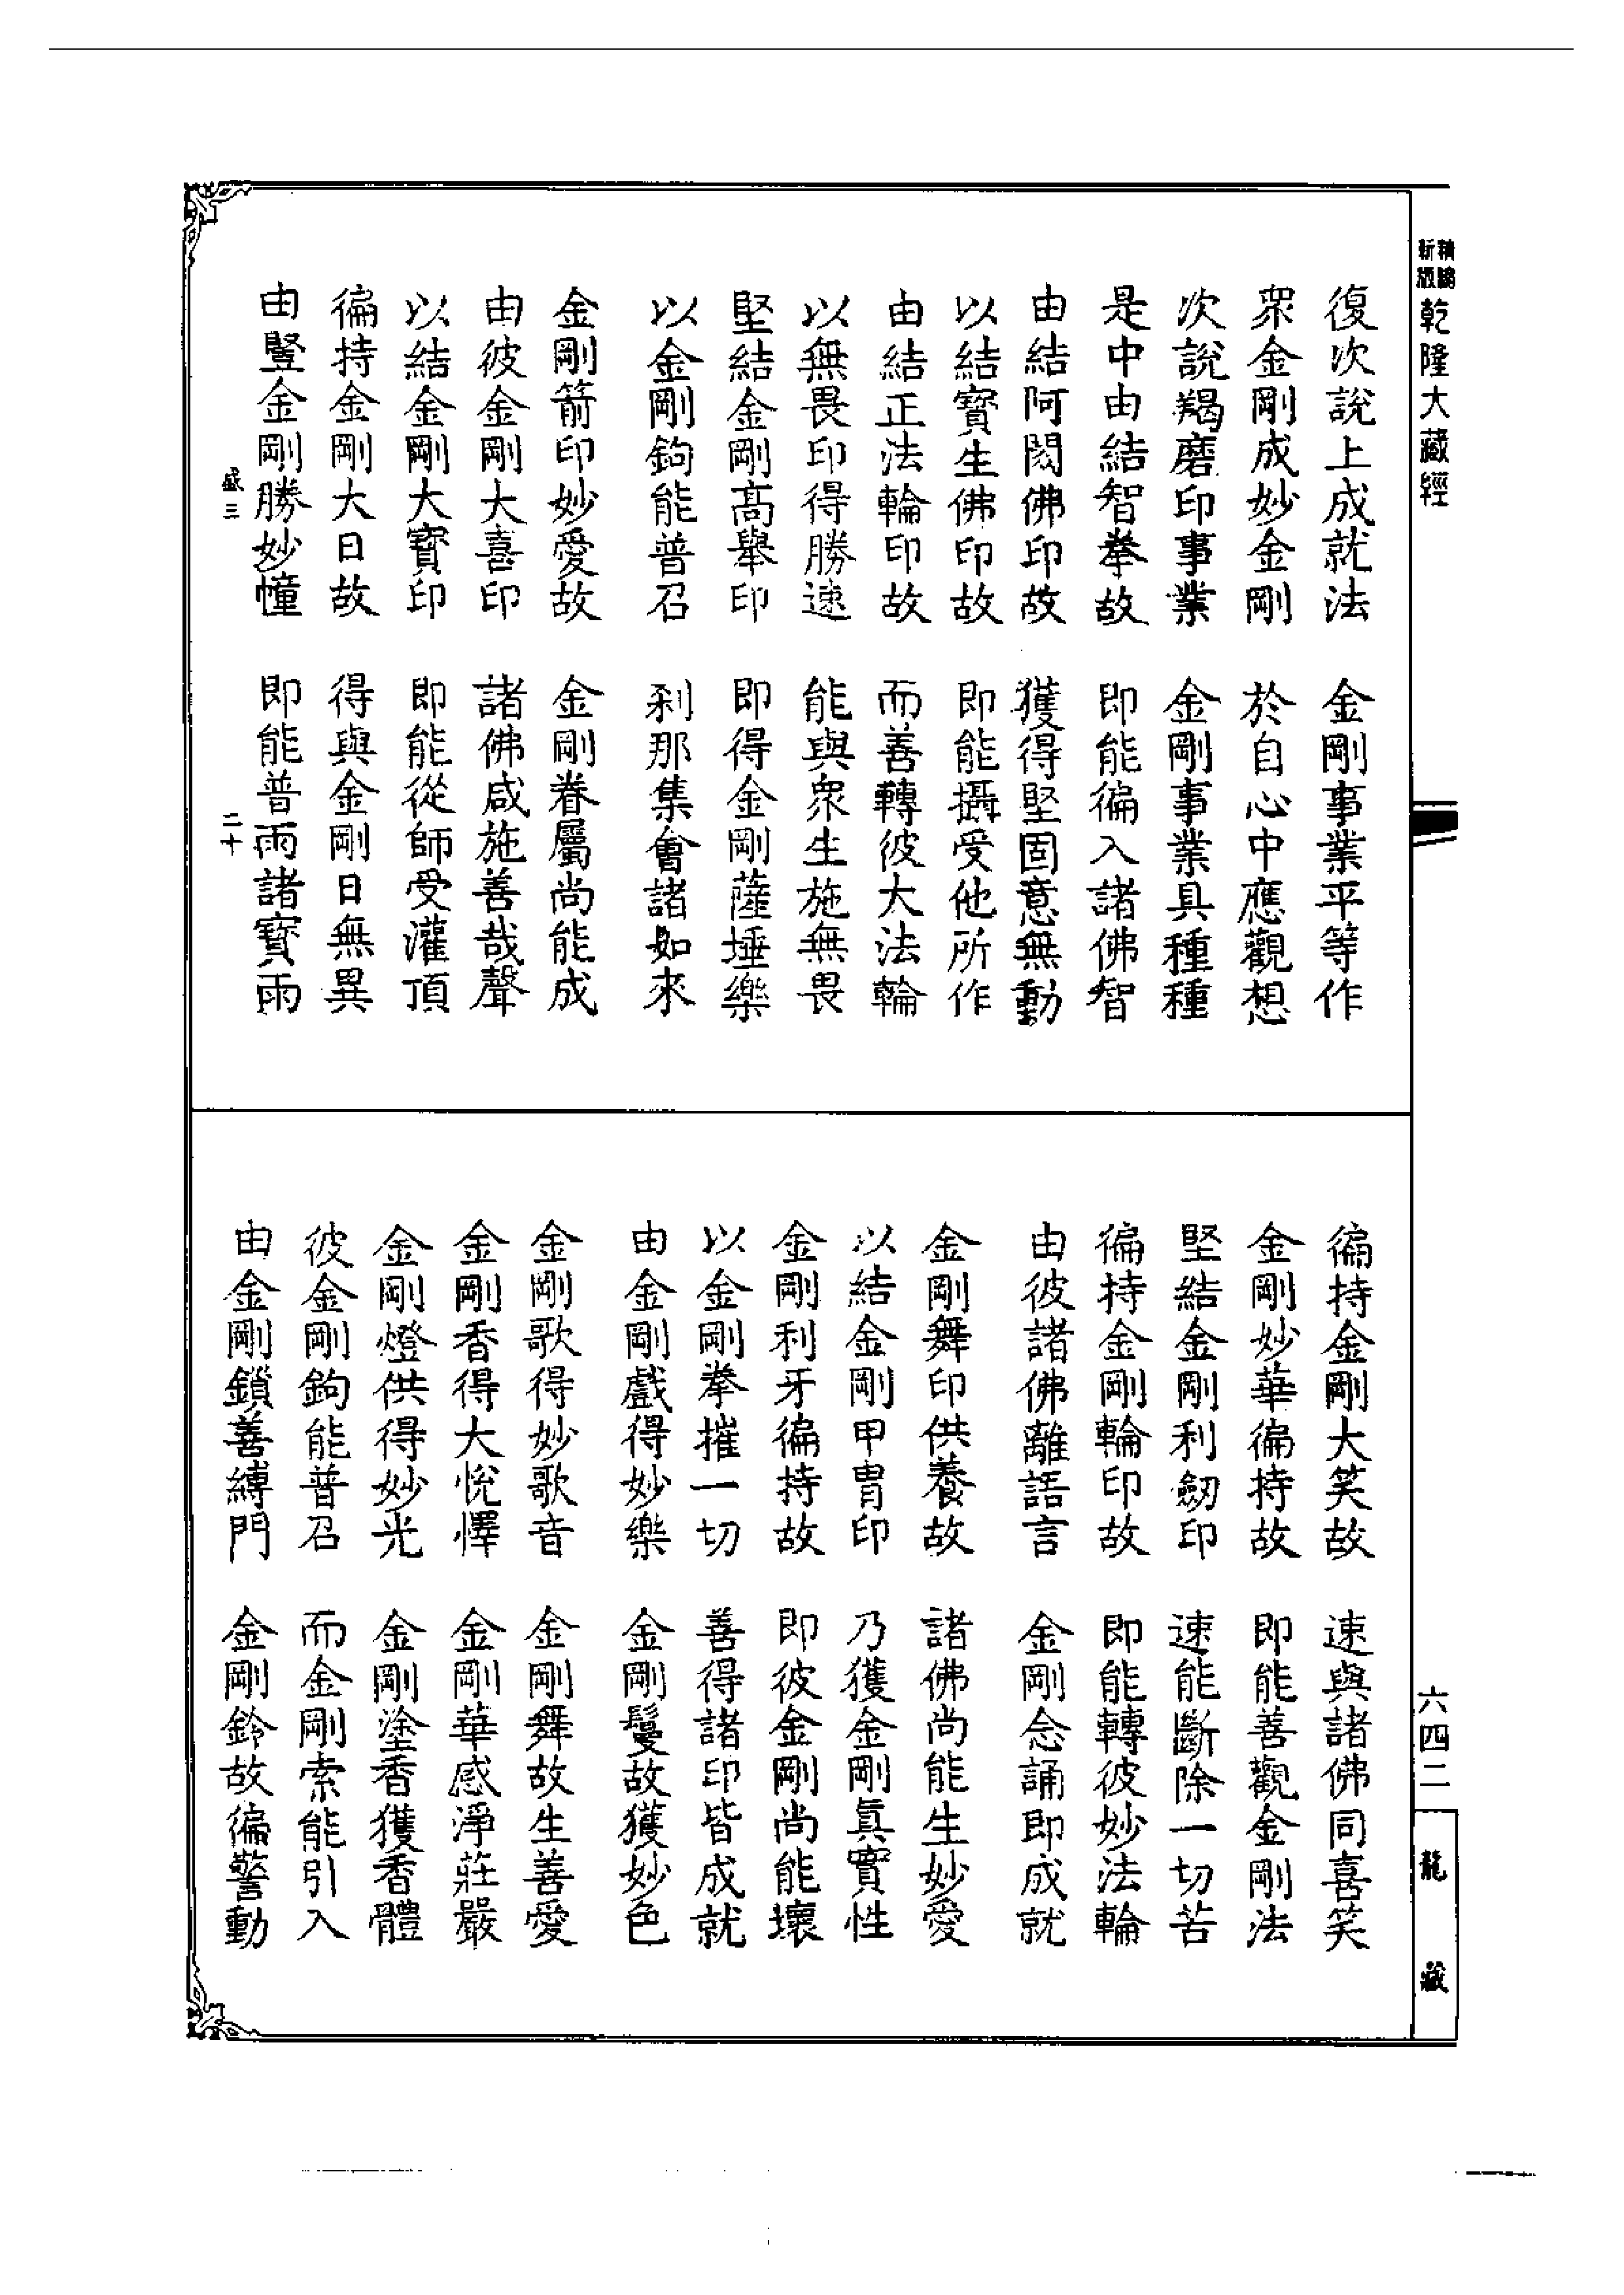 精鐫
新版
乾隆大藏經
復次說上成就法　金剛事業平等作
眾金剛成妙金剛　於自心中應觀想
次說羯磨印事業　金剛事業具種種
是中由結智拳故　即能徧入諸佛智
由結阿閦佛印故　獲得堅固意無動
以結寶生佛印故　即能攝受他所作
由結正法輪印故　而善轉彼大法輪
以無畏印得勝速　能與眾生施無畏
堅結金剛高舉印　即得金剛薩埵樂
以金剛鉤能普召　剎那集會諸如來
金剛箭印妙愛故　金剛眷屬尚能成
由彼金剛大喜印　諸佛咸施善哉聲
以結金剛大寶印　即能從師受灌頂
徧持金剛大日故　得與金剛日無異
由豎金剛勝妙幢　即能普雨諸寶雨
盛三　二十
徧持金剛大笑故　速與諸佛同喜笑
金剛妙華徧持故　即能善觀金剛法
堅結金剛利劒印　速能斷除一切苦
徧持金剛輪印故　即能轉彼妙法輪
由彼諸佛離語言　金剛念誦即成就
金剛舞印供養故　諸佛尚能生妙愛
以結金剛甲冑印　乃獲金剛真實性
金剛利牙徧持故　即彼金剛尚能壞
以金剛拳摧一切　善得諸印皆成就
由金剛戲得妙樂　金剛鬘故獲妙色
金剛歌得妙歌音　金剛舞故生善愛
金剛香得大悅懌　金剛華感淨莊嚴
金剛燈供得妙光　金剛塗香獲香體
彼金剛鉤能普召　而金剛索能引入
由金剛鎖善縛門　金剛鈴故徧警動
六四二
龍藏